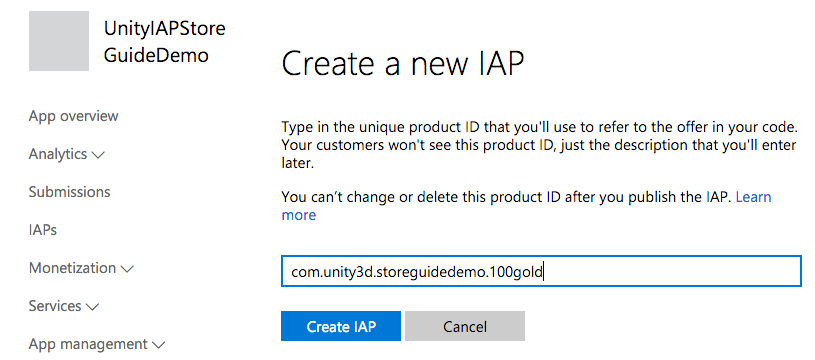 UnityIAPStore
GuideDemo
App overview
Analytics
Submissions
IAPs
Monetization
Services
App management
Create a new IAP
Type in the unique product ID that you'll use to refer to the offer in your code.
Your customers won't see this product ID, just the description that you'll enter
later.
You can’t change or delete this product ID after you publish the IAP. Learn
more
com.unity3d.storeguidedemo.100gold
Create IAP
Cancel